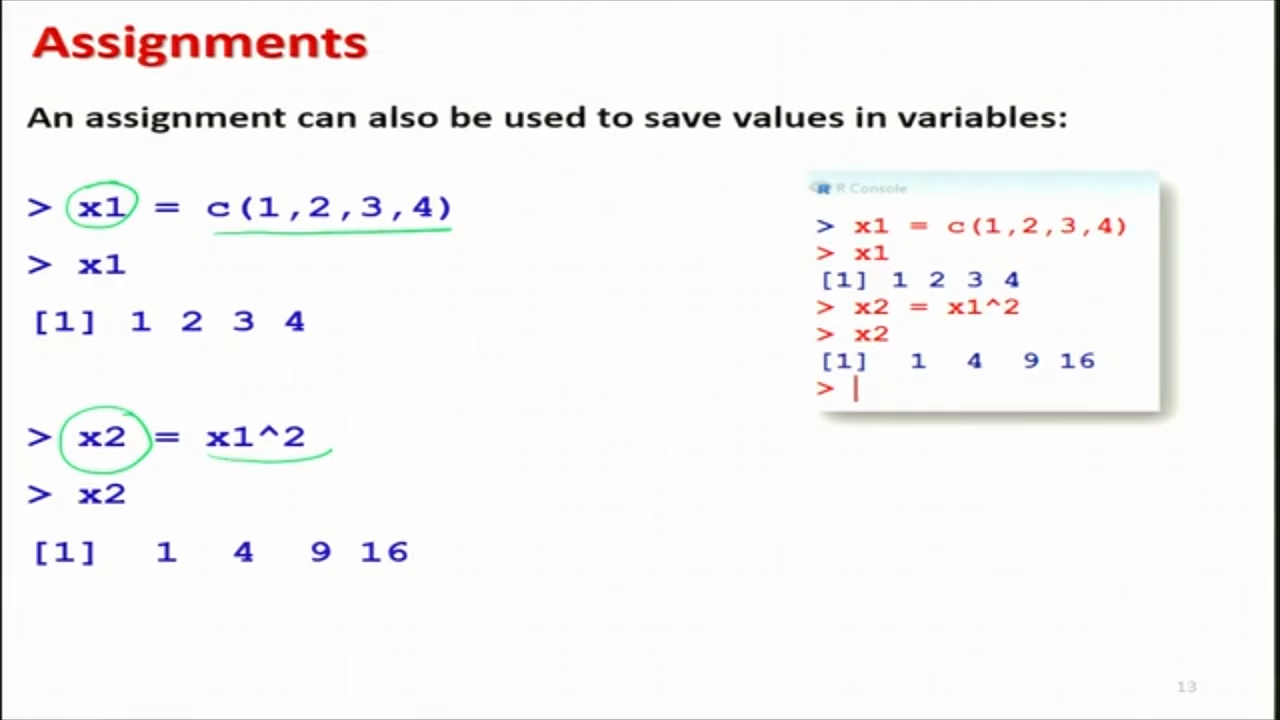 Assignments
An assignment can also be used to save values in variables:
> x1 = c(1,2,3,4)
> x1
[1] 1 2 3 4
> x2 = x1^2
> x2
[1]   1   4   9 16
R Console
> x1 = c(1,2,3,4)
> x1
[1] 1 2 3 4
> x2 = x1^2
> x2
[1]   1   4   9 16
>
13